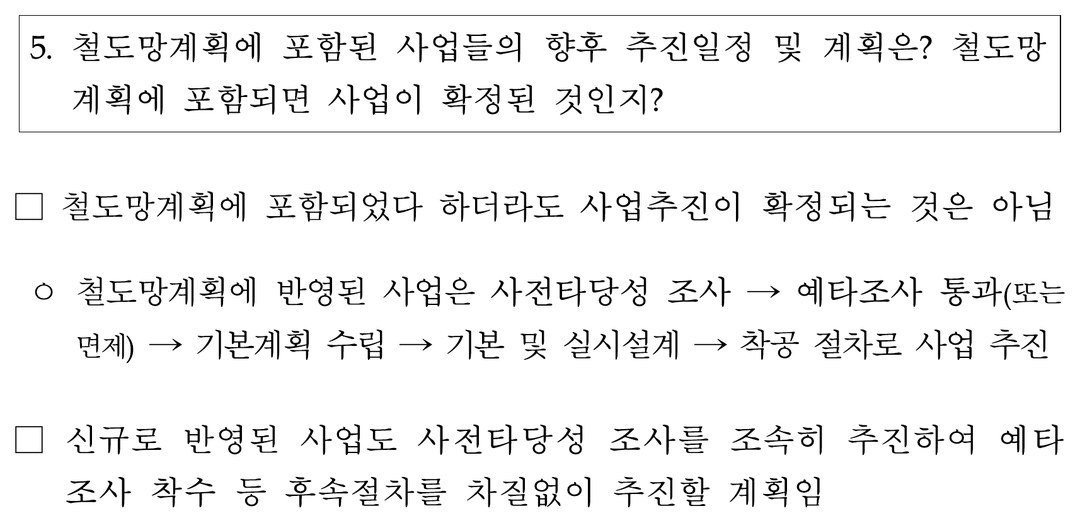 5. 철도망계획에 포함된 사업들의 향후 추진일정 및 계획은? 철도망
계획에 포함되면 사업이 확정된 것인지?
□ 철도망계획에 포함되었다 하더라도 사업추진이 확정되는 것은 아님
○ 철도망계획에 반영된 사업은 사전타당성 조사 → 예타조사 통과(또는
면제) → 기본계획 수립 → 기본 및 실시설계 → 착공 절차로 사업 추진
□ 신규로 반영된 사업도 사전타당성 조사를 조속히 추진하여 예타
조사 착수 등 후속절차를 차질없이 추진할 계획임